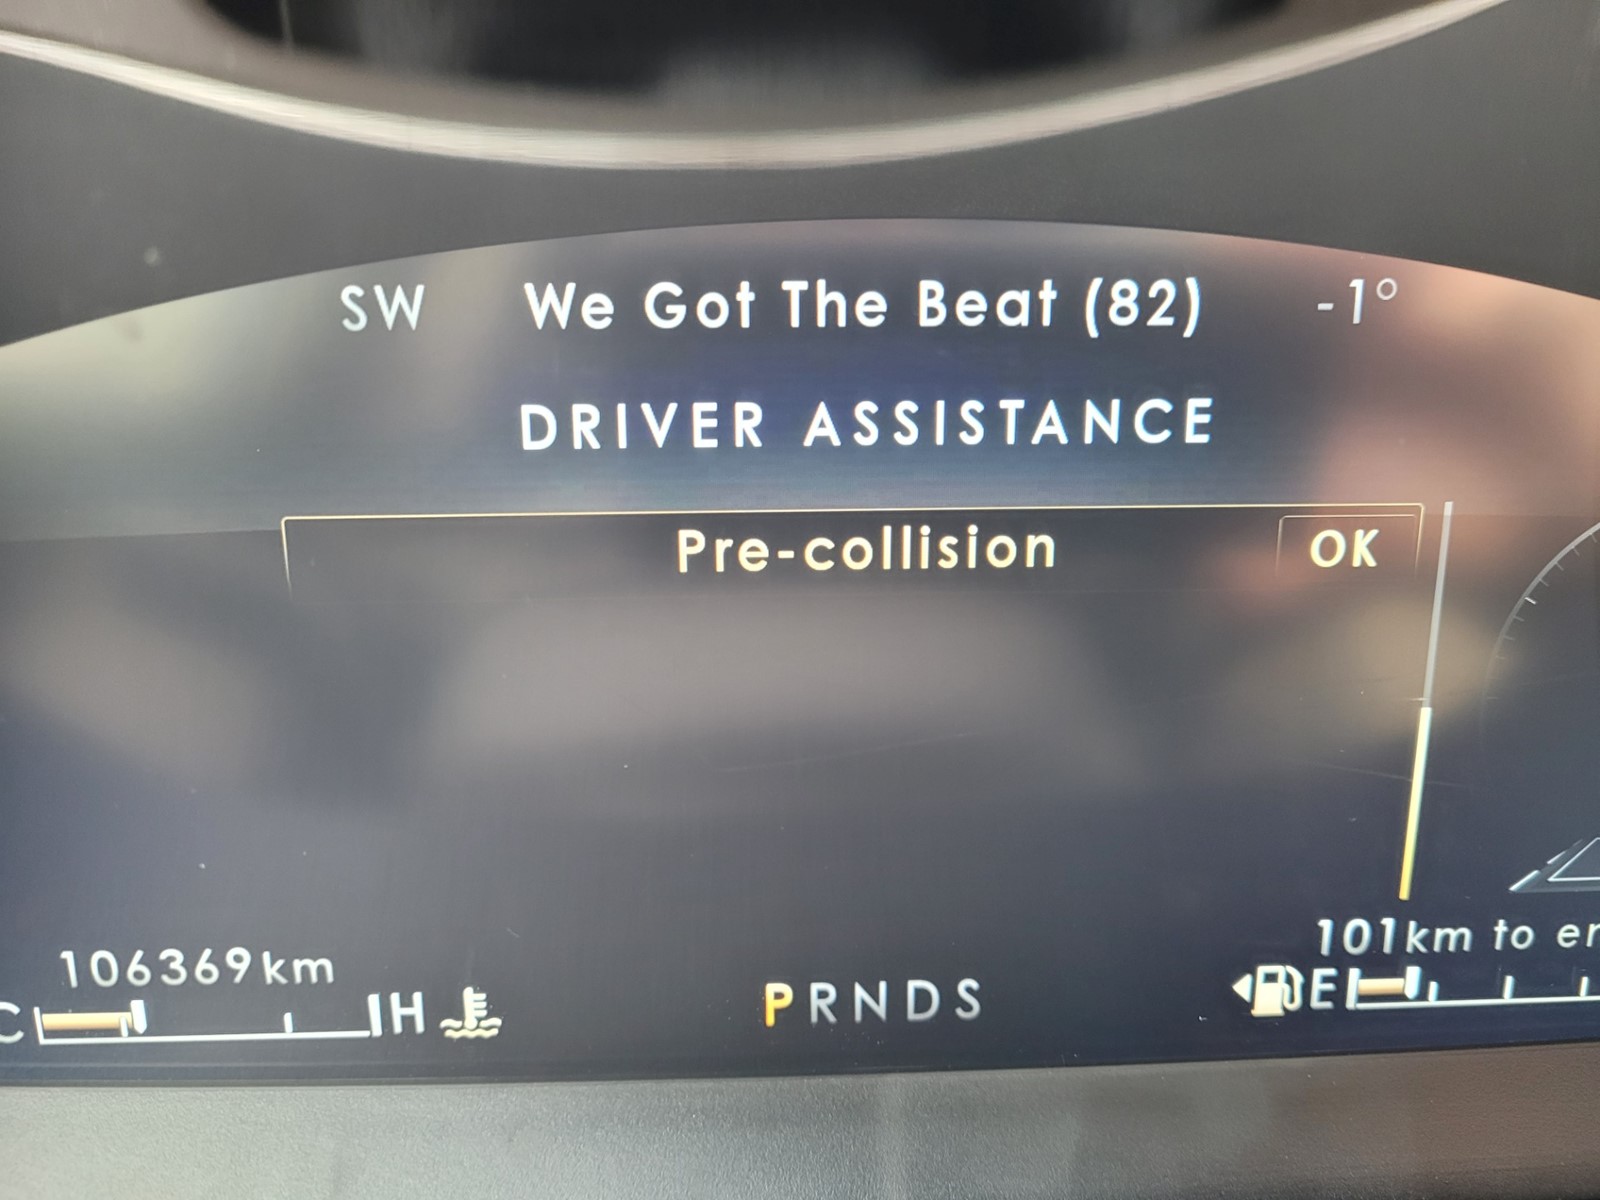 SW We Got The Beat (82) -1°
DRIVER ASSISTANCE
Pre-collision OK
106369km 101km to
C H PRNDS E